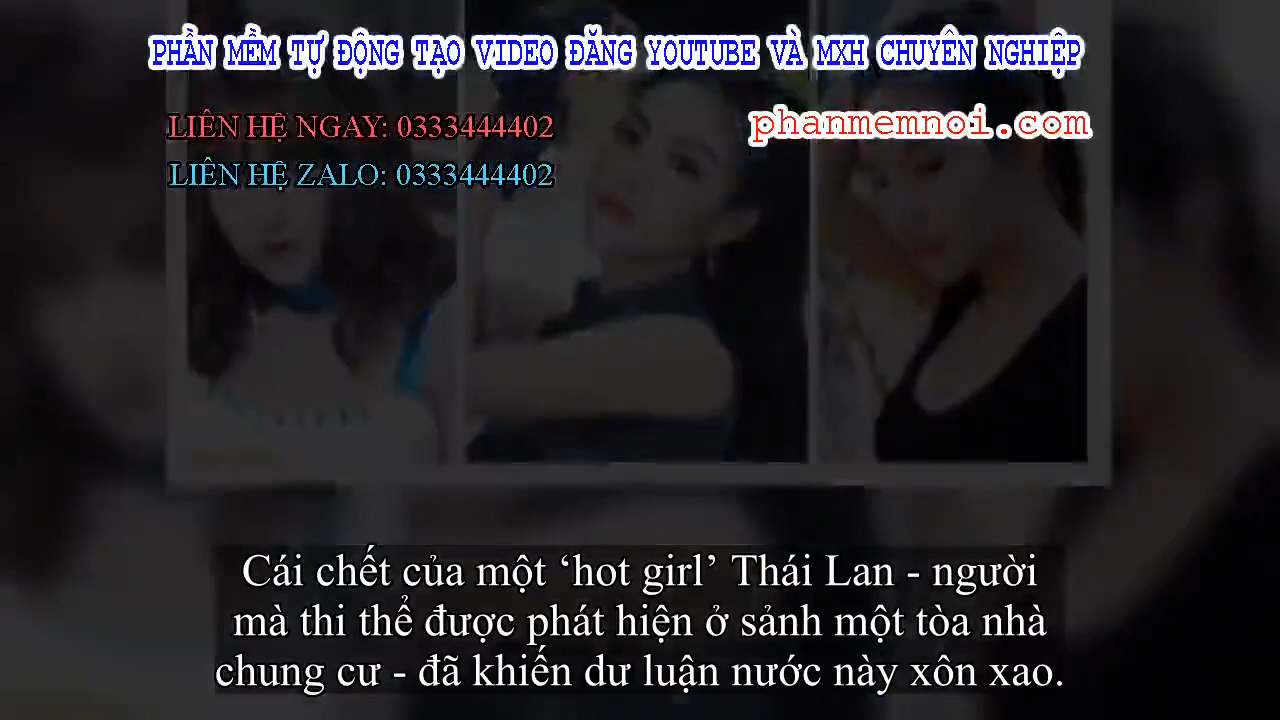 PHẦN MỀM TỰ ĐỘNG TẠO VIDEO ĐĂNG YOUTUBE VÀ MXH CHUYÊN NGHIỆP
LIÊN HỆ NGAY: 0333444402
phanmemnoi.com
LIÊN HỆ ZALO: 0333444402
Cái chết của một ‘hot girl’ Thái Lan - người
mà thi thể được phát hiện ở sảnh một tòa nhà
chung cư - đã khiến dư luận nước này xôn xao.